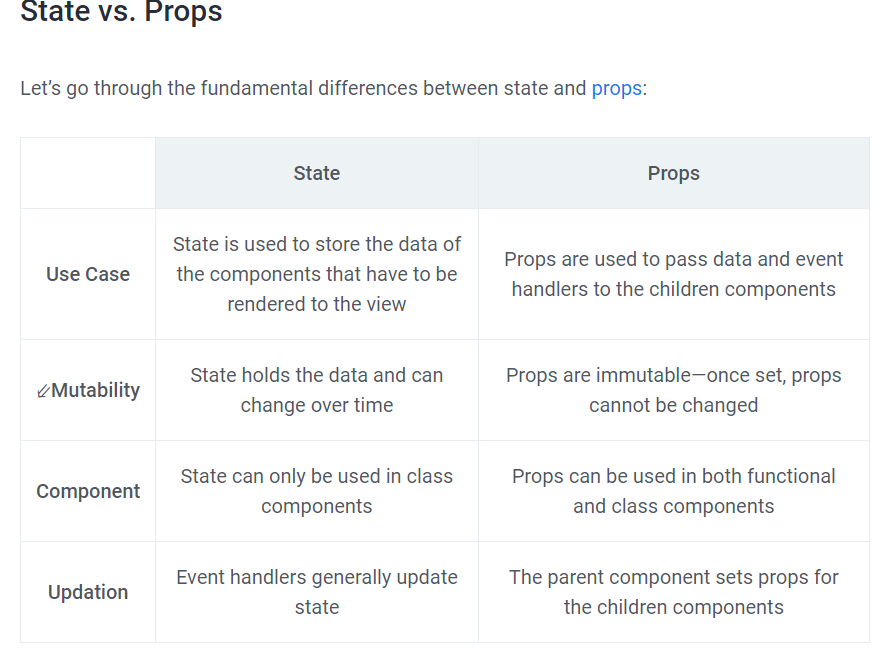 State vs. Props
Let’s go through the fundamental differences between state and props:
State
Props
Use Case
State is used to store the data of
the components that have to be
rendered to the view
Props are used to pass data and event
handlers to the children components
Mutability
State holds the data and can
change over time
Props are immutable—once set, props
cannot be changed
Component
State can only be used in class
components
Props can be used in both functional
and class components
Updation
Event handlers generally update
state
The parent component sets props for
the children components